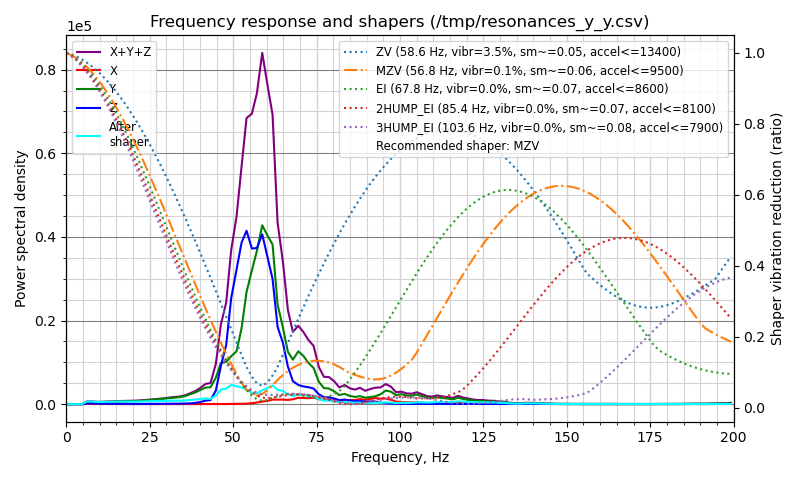 Frequency response and shapers (/tmp/resonances_y_y.csv)
1e5
X+Y+Z
X
Y
Z
After
shaper
ZV (58.6 Hz, vibr=3.5%, sm~=0.05, accel<=13400)
MZV (56.8 Hz, vibr=0.1%, sm~=0.06, accel<=9500)
EI (67.8 Hz, vibr=0.0%, sm~=0.07, accel<=8600)
2HUMP_EI (85.4 Hz, vibr=0.0%, sm~=0.07, accel<=8100)
3HUMP_EI (103.6 Hz, vibr=0.0%, sm~=0.08, accel<=7900)
Recommended shaper: MZV
Power spectral density
0.8
0.6
0.4
0.2
0.0
1.0
0.8
0.6
0.4
0.2
0.0
Shaper vibration reduction (ratio)
0 25 50 75 100 125 150 175 200
Frequency, Hz